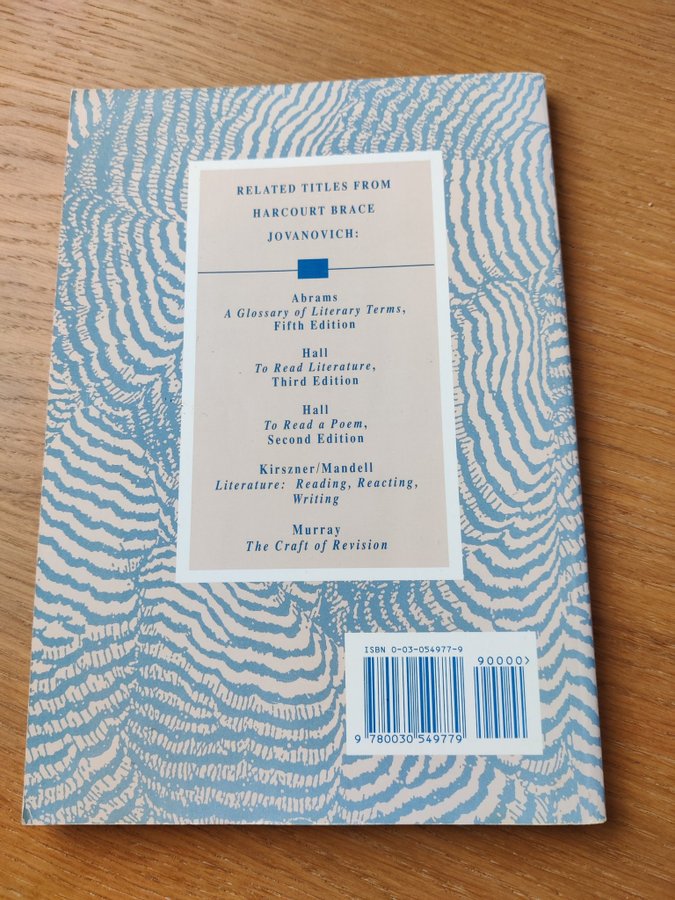 RELATED TITLES FROM
HARCOURT BRACE
JOVANOVICH:
Abrams
A Glossary of Literary Terms,
Fifth Edition
Hall
To Read Literature,
Third Edition
Hall
To Read a Poem,
Second Edition
Kirszner/Mandell
Literature: Reading, Reacting,
Writing
Murray
The Craft of Revision
ISBN 0-03-054977-9
90000>
9 780030 549779